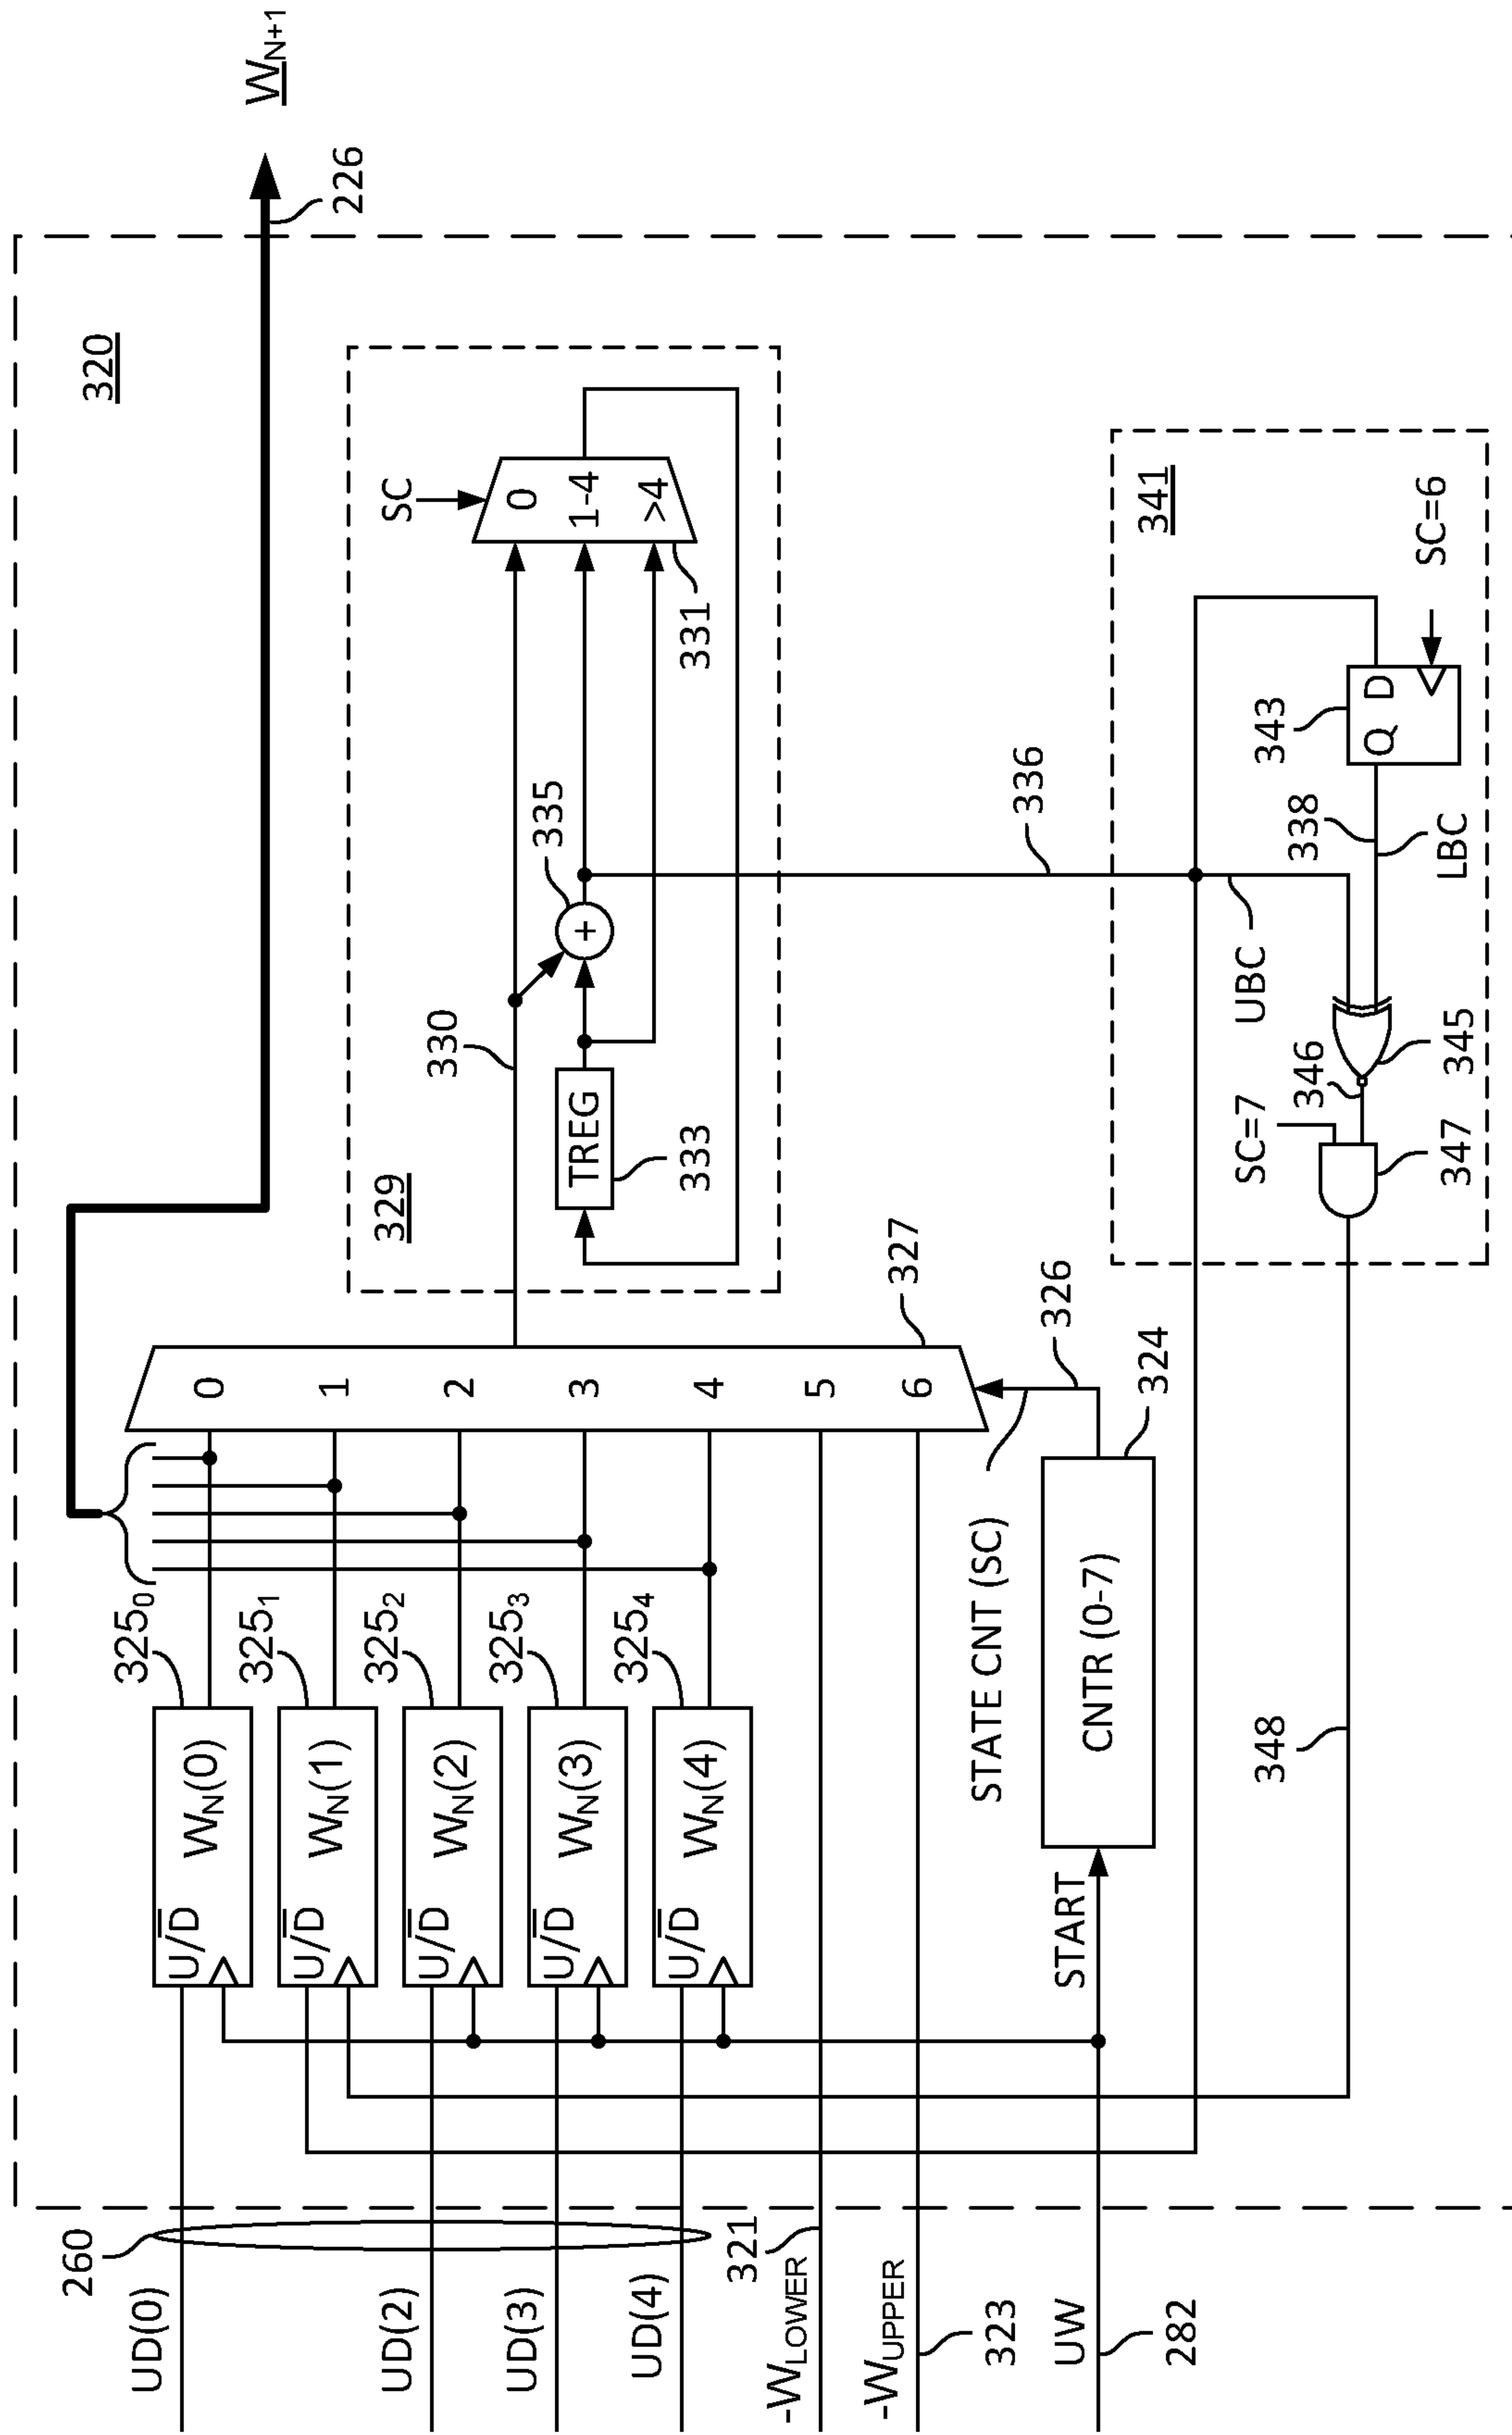 320
W_N+1
226
260
UD(0)
UD(2)
UD(3)
UD(4)
321
-W_LOWER
-W_UPPER
323
UW
282
325_0
U/D̅
W_N(0)
325_1
U/D̅
W_N(1)
325_2
U/D̅
W_N(2)
325_3
U/D̅
W_N(3)
325_4
U/D̅
W_N(4)
0
1
2
3
4
5
6
327
STATE CNT (SC)
326
START
CNTR (0-7)
324
348
329
330
TREG
333
+
335
SC
0
1-4
>4
331
336
341
UBC
338
LBC
343
Q
D
SC=6
SC=7
346
345
347